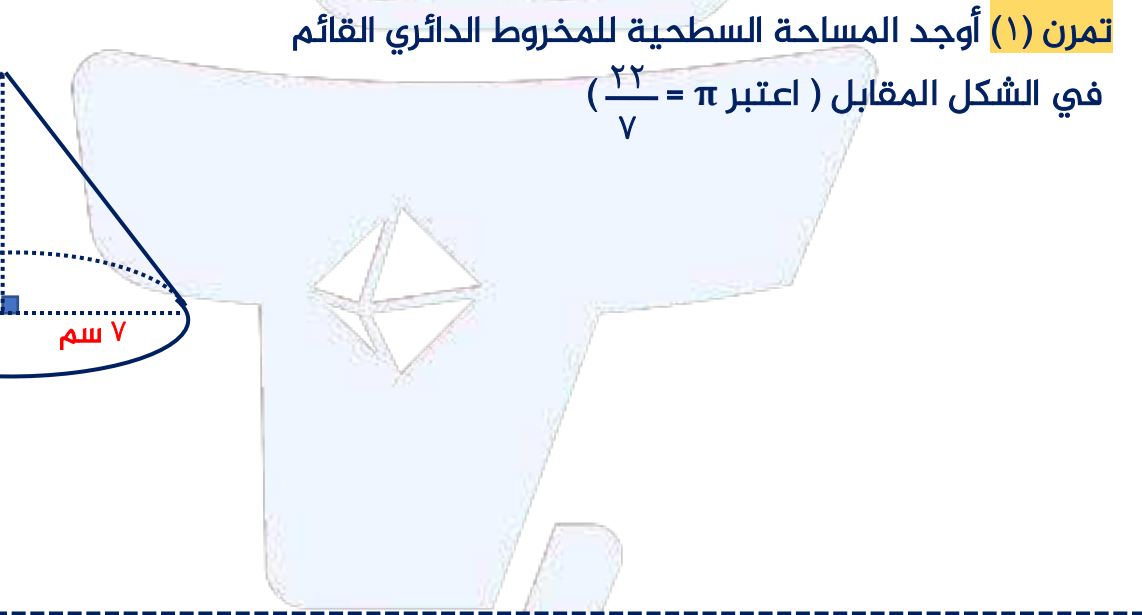 تمرن (١) أوجد المساحة السطحية للمخروط الدائري القائم
في الشكل المقابل ( اعتبر π = ٢٢/٧ )
٧ سم